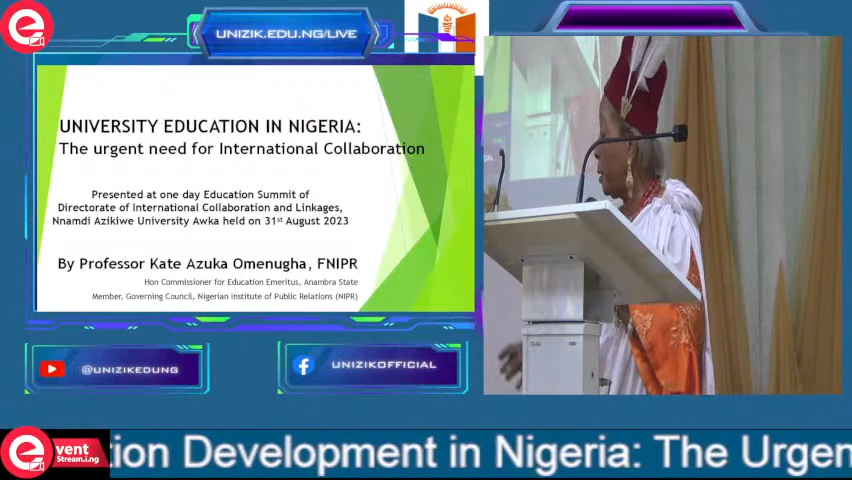 UNIZIK.EDU.NG/LIVE
UNIVERSITY EDUCATION IN NIGERIA:
The urgent need for International Collaboration
Presented at one day Education Summit of
Directorate of International Collaboration and Linkages,
Nnamdi Azikiwe University Awka held on 31st August 2023
By Professor Kate Azuka Omenugha, FNIPR
Hon Commissioner for Education Emeritus, Anambra State
Member, Governing Council, Nigerian Institute of Public Relations (NIPR)
@UNIZIKEDUNG
UNIZIKOFFICIAL
event
Stream.i.ng
tion Development in Nigeria: The Urgen